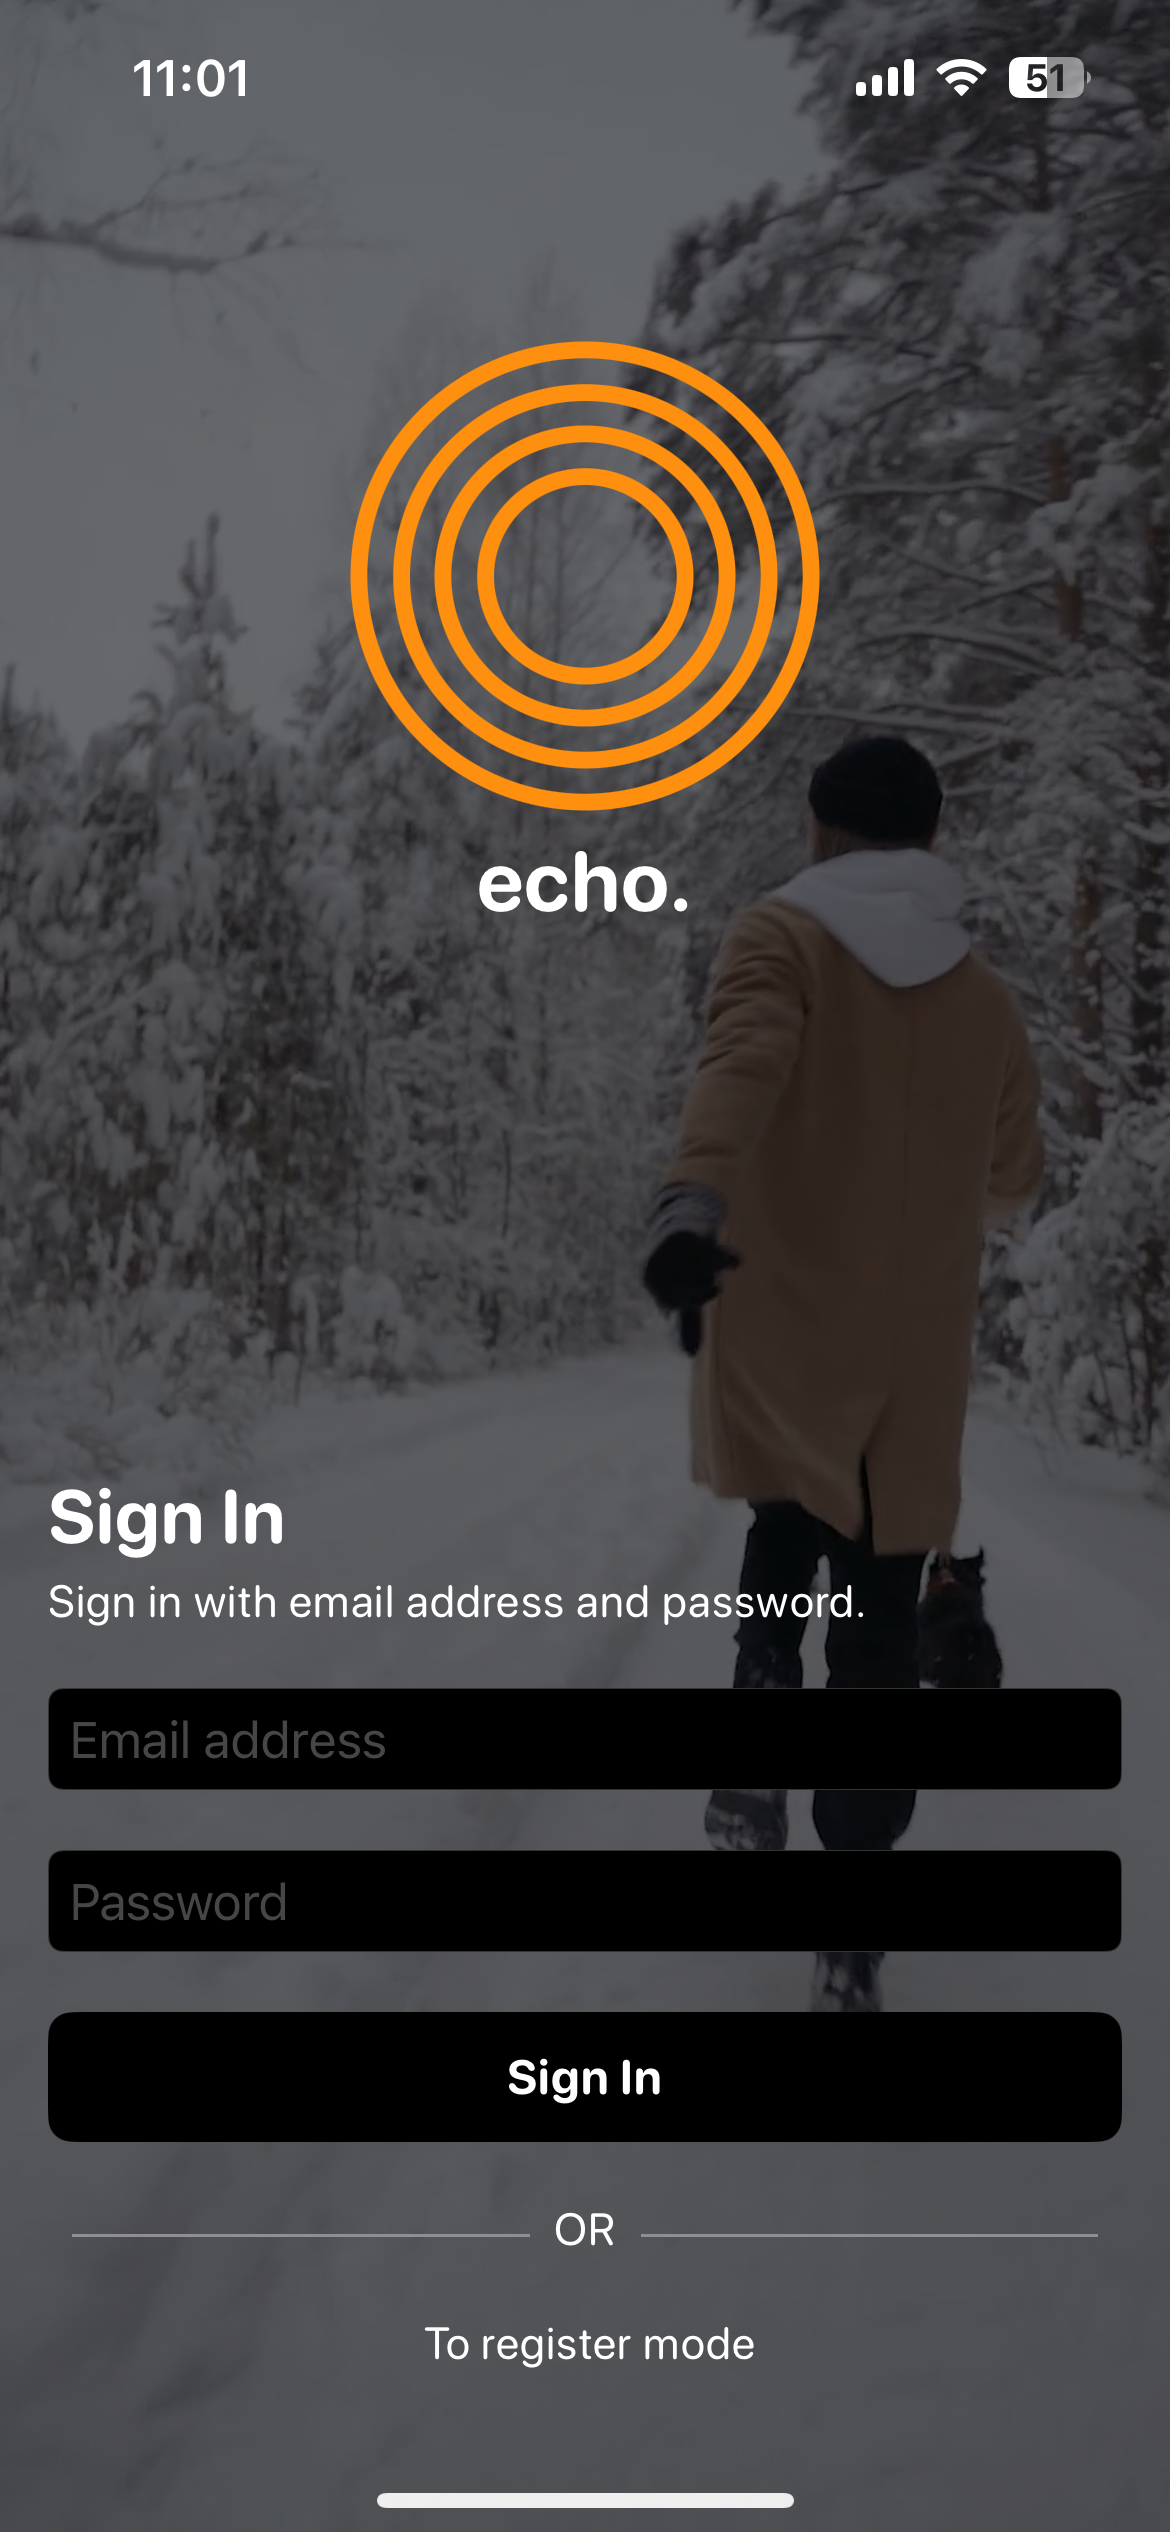 11:01
51
echo.
Sign In
Sign in with email address and password.
Email address
Password
Sign In
OR
To register mode